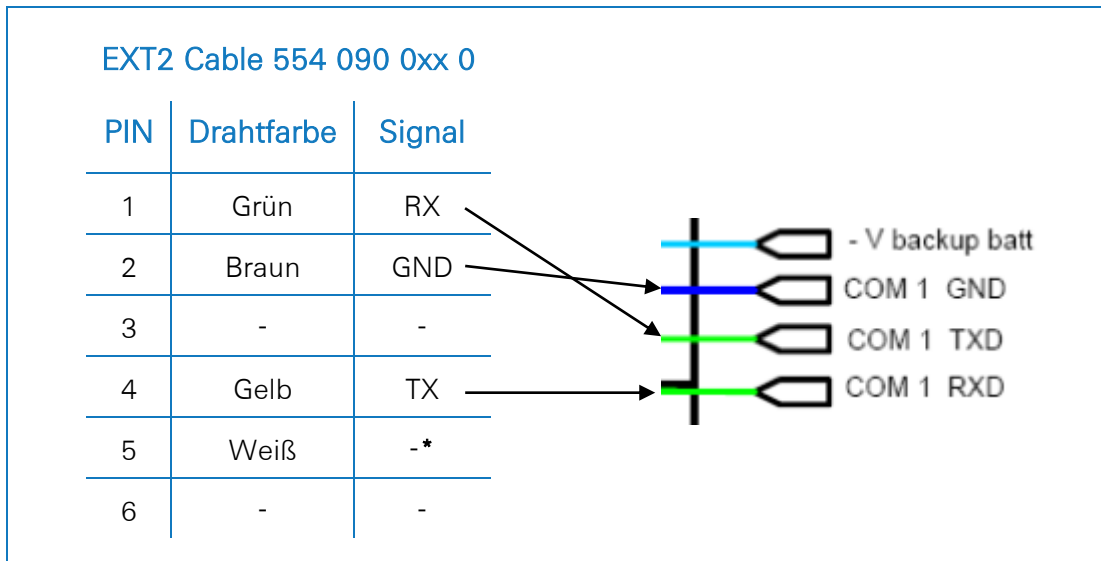 EXT2 Cable 554 090 0xx 0
PIN Drahtfarbe Signal
1 Grün RX
2 Braun GND
3 - -
4 Gelb TX
5 Weiß -*
6 - -
- V backup batt
COM 1 GND
COM 1 TXD
COM 1 RXD